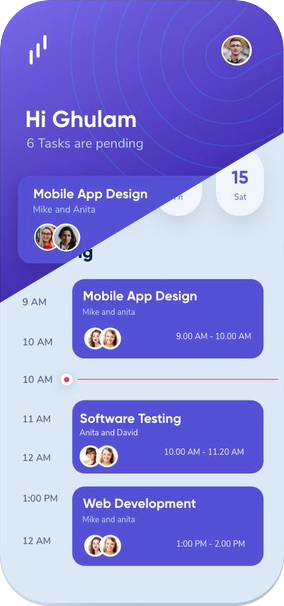 Hi Ghulam
6 Tasks are pending
15
Sat
Mobile App Design
Mike and Anita
9 AM
Mobile App Design
Mike and anita
10 AM
9.00 AM - 10.00 AM
10 AM
11 AM
Software Testing
Anita and David
12 AM
10.00 AM - 11.20 AM
1:00 PM
Web Development
Mike and anita
12 AM
1:00 PM - 2.00 PM